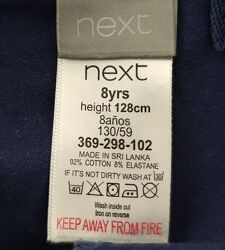 next
next
8yrs
height 128cm
8años
130/59
369-298-102
MADE IN SRI LANKA
92% COTTON 8% ELASTANE
IF IT'S NOT DIRTY WASH AT 30
40
Wash inside out
Iron on reverse
KEEP AWAY FROM FIRE